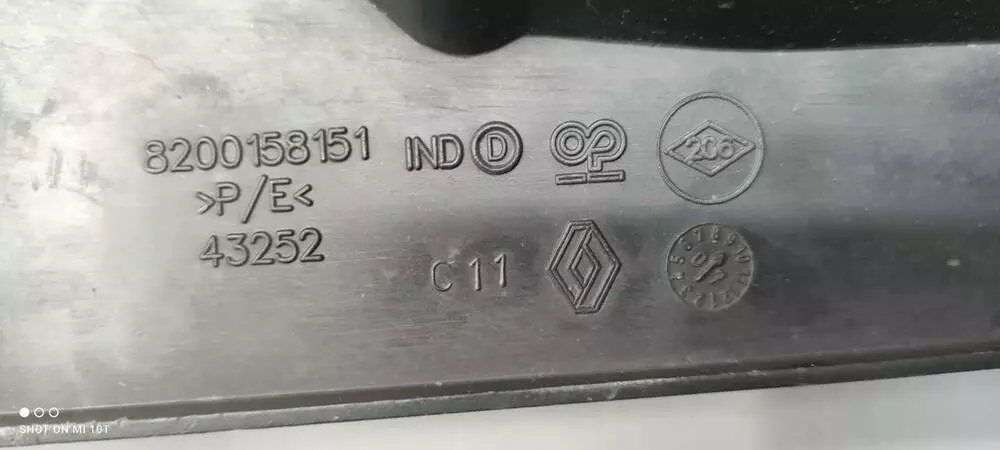 8200158151 IND D
>P/E<
43252
C 11
206
SHOT ON MI 10T